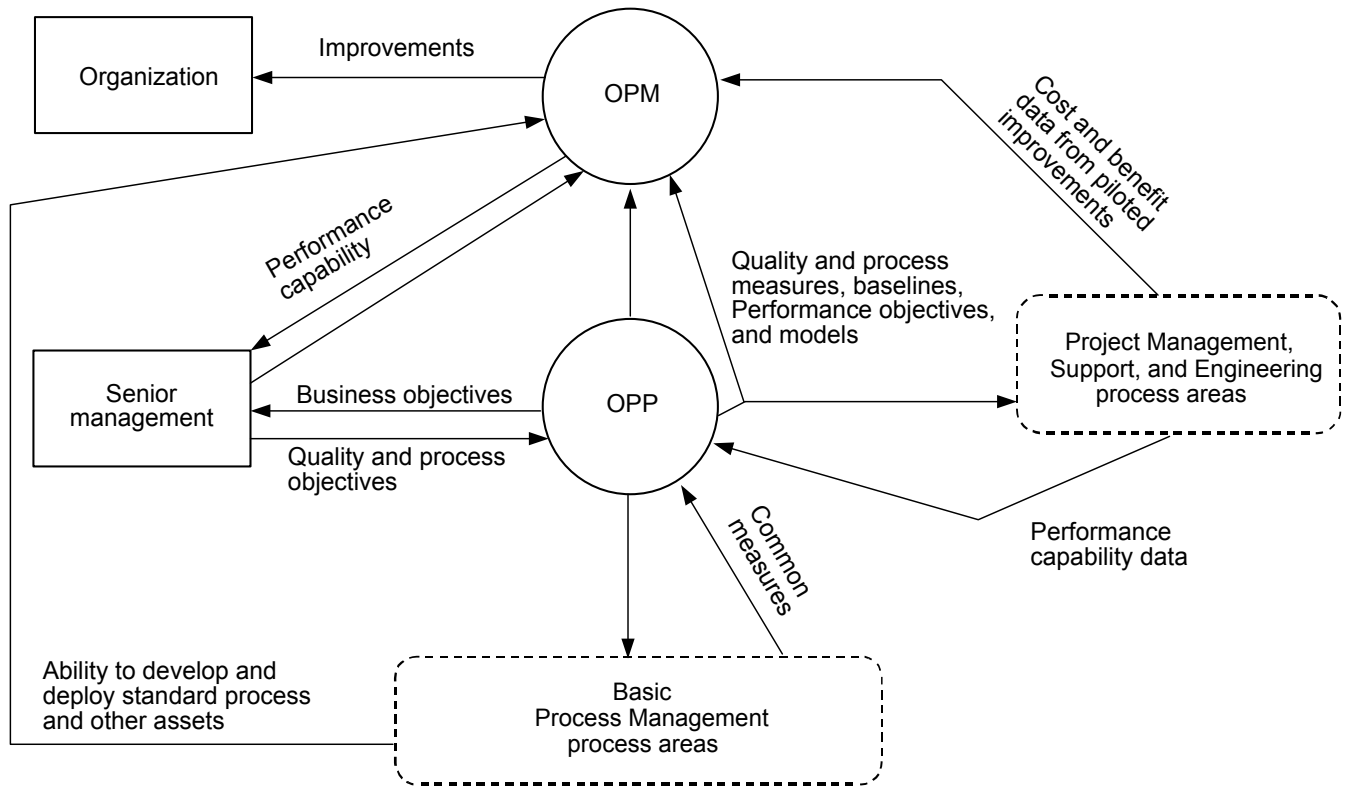 Improvements
Organization
OPM
Cost and benefit
data from piloted
improvements
Performance
capability
Quality and process
measures, baselines,
Performance objectives,
and models
Project Management,
Support, and Engineering
process areas
Senior
management
Business objectives
OPP
Quality and process
objectives
Common
measures
Performance
capability data
Ability to develop and
deploy standard process
and other assets
Basic
Process Management
process areas